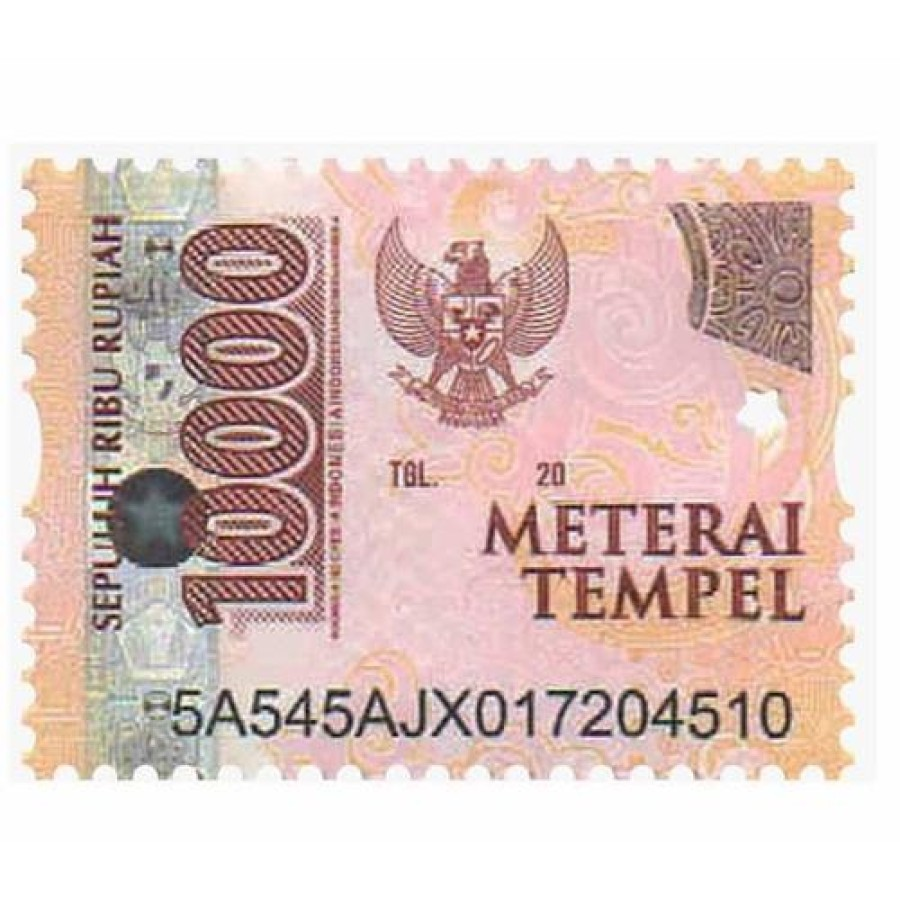 SEPULUH RIBU RUPIAH
10000
TGL. 20
METERAI
TEMPEL
5A545AJX017204510